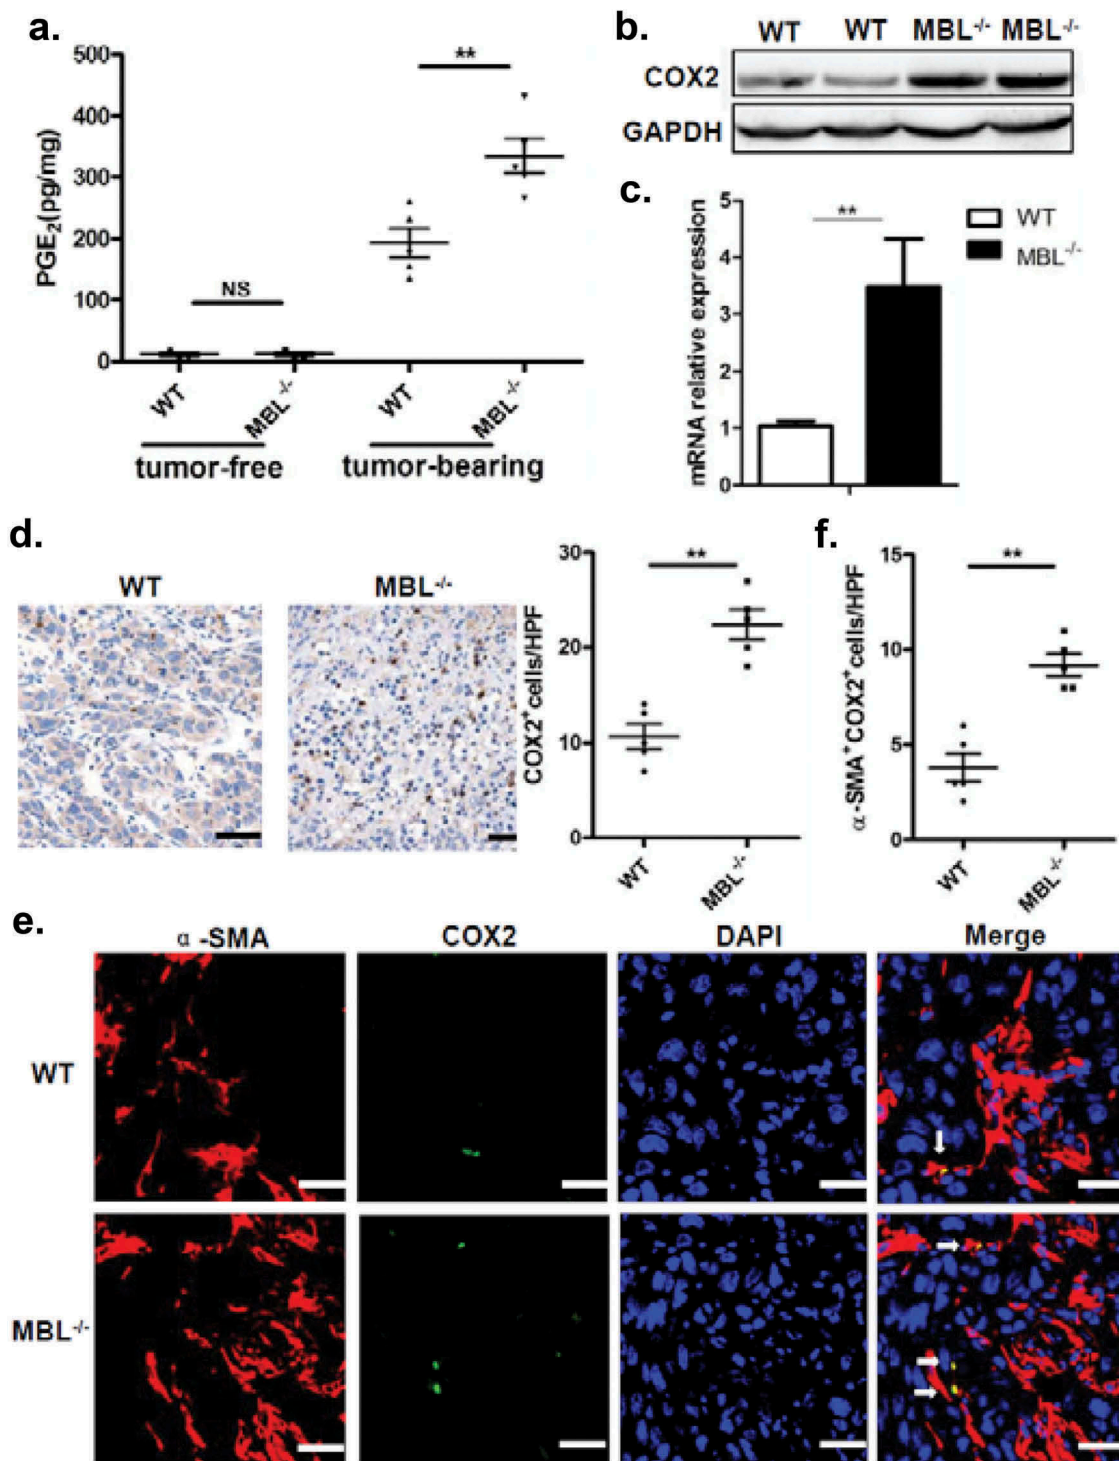 a.
500
400
300
200
100
0
PGE₂(pg/mg)
**
NS
WT
MBL⁻/⁻
WT
MBL⁻/⁻
tumor-free
tumor-bearing
b.
WT WT MBL⁻/⁻ MBL⁻/⁻
COX2
GAPDH
c.
5
4
3
2
1
0
mRNA relative expression
**
WT
MBL⁻/⁻
d.
WT
MBL⁻/⁻
30
20
10
0
COX2⁺cells/HPF
**
WT
MBL⁻/⁻
f.
15
10
5
0
α-SMA⁺COX2⁺cells/HPF
**
WT
MBL⁻/⁻
e.
α-SMA COX2 DAPI Merge
WT
MBL⁻/⁻